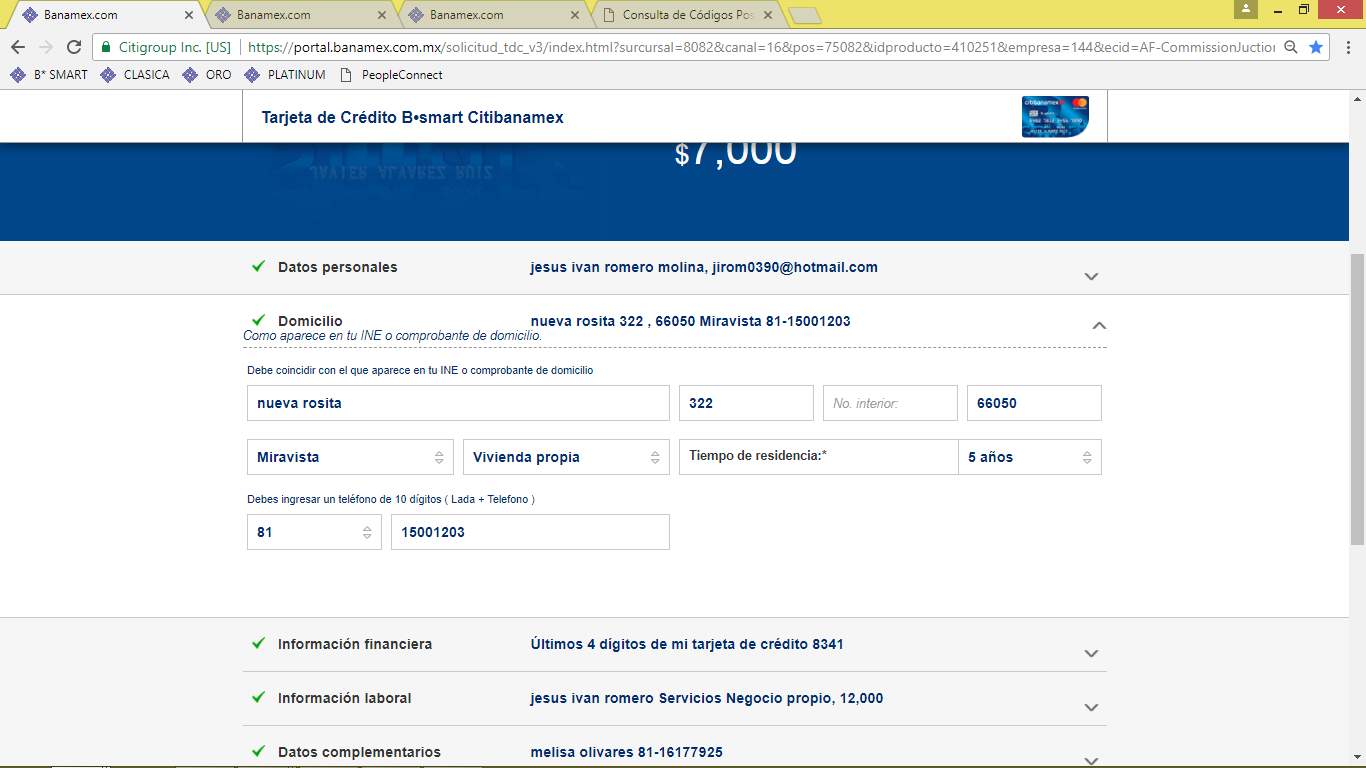 Banamex.com
Banamex.com
Banamex.com
Consulta de Códigos Pos
Citigroup Inc. [US]
https://portal.banamex.com.mx/solicitud_tdc_v3/index.html?sursursal=8082&canal=16&pos=75082&idproducto=410251&empresa=144&ecid=AF-CommissionJuctior
B* SMART
CLASICA
ORO
PLATINUM
PeopleConnect
Tarjeta de Crédito B•smart Citibanamex
citibanamex
$7,000
JAVIER ALVAREZ RUIZ
Datos personales
jesus ivan romero molina, jirom0390@hotmail.com
Domicilio
nueva rosita 322 , 66050 Miravista 81-15001203
Como aparece en tu INE o comprobante de domicilio.
Debe coincidir con el que aparece en tu INE o comprobante de domicilio
nueva rosita
322
No. interior:
66050
Miravista
Vivienda propia
Tiempo de residencia:*
5 años
Debes ingresar un teléfono de 10 dígitos ( Lada + Telefono )
81
15001203
Información financiera
Últimos 4 dígitos de mi tarjeta de crédito 8341
Información laboral
jesus ivan romero Servicios Negocio propio, 12,000
Datos complementarios
melisa olivares 81-16177925